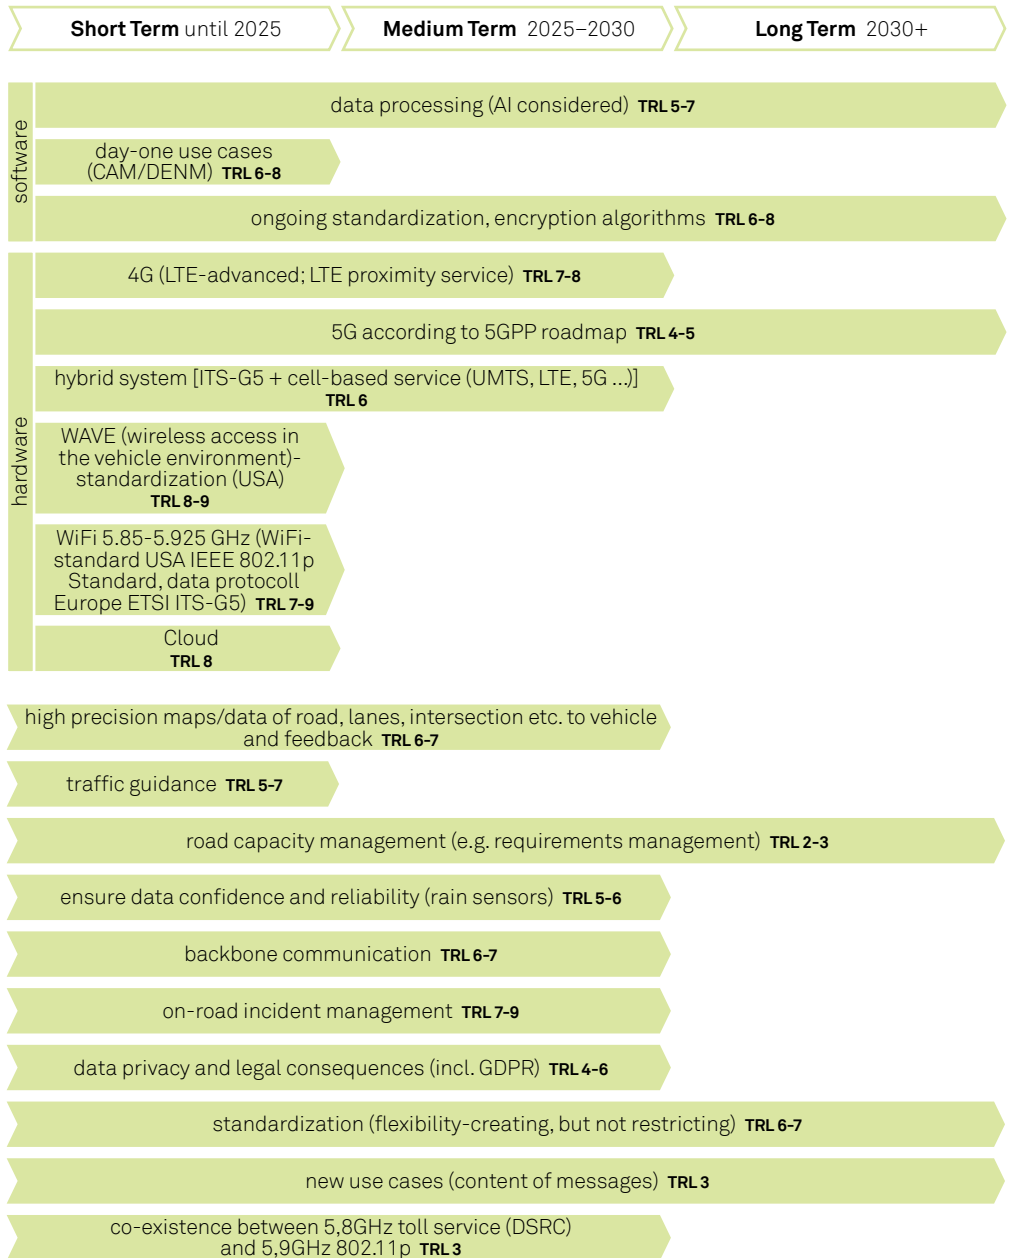 Short Term until 2025
Medium Term 2025–2030
Long Term 2030+
software
data processing (AI considered) TRL 5-7
day-one use cases
(CAM/DENM) TRL 6-8
ongoing standardization, encryption algorithms TRL 6-8
hardware
4G (LTE-advanced; LTE proximity service) TRL 7-8
5G according to 5GPP roadmap TRL 4-5
hybrid system [ITS-G5 + cell-based service (UMTS, LTE, 5G ...)]
TRL 6
WAVE (wireless access in
the vehicle environment)-
standardization (USA)
TRL 8-9
WiFi 5.85-5.925 GHz (WiFi-
standard USA IEEE 802.11p
Standard, data protocoll
Europe ETSI ITS-G5) TRL 7-9
Cloud
TRL 8
high precision maps/data of road, lanes, intersection etc. to vehicle
and feedback TRL 6-7
traffic guidance TRL 5-7
road capacity management (e.g. requirements management) TRL 2-3
ensure data confidence and reliability (rain sensors) TRL 5-6
backbone communication TRL 6-7
on-road incident management TRL 7-9
data privacy and legal consequences (incl. GDPR) TRL 4-6
standardization (flexibility-creating, but not restricting) TRL 6-7
new use cases (content of messages) TRL 3
co-existence between 5,8GHz toll service (DSRC)
and 5,9GHz 802.11p TRL 3